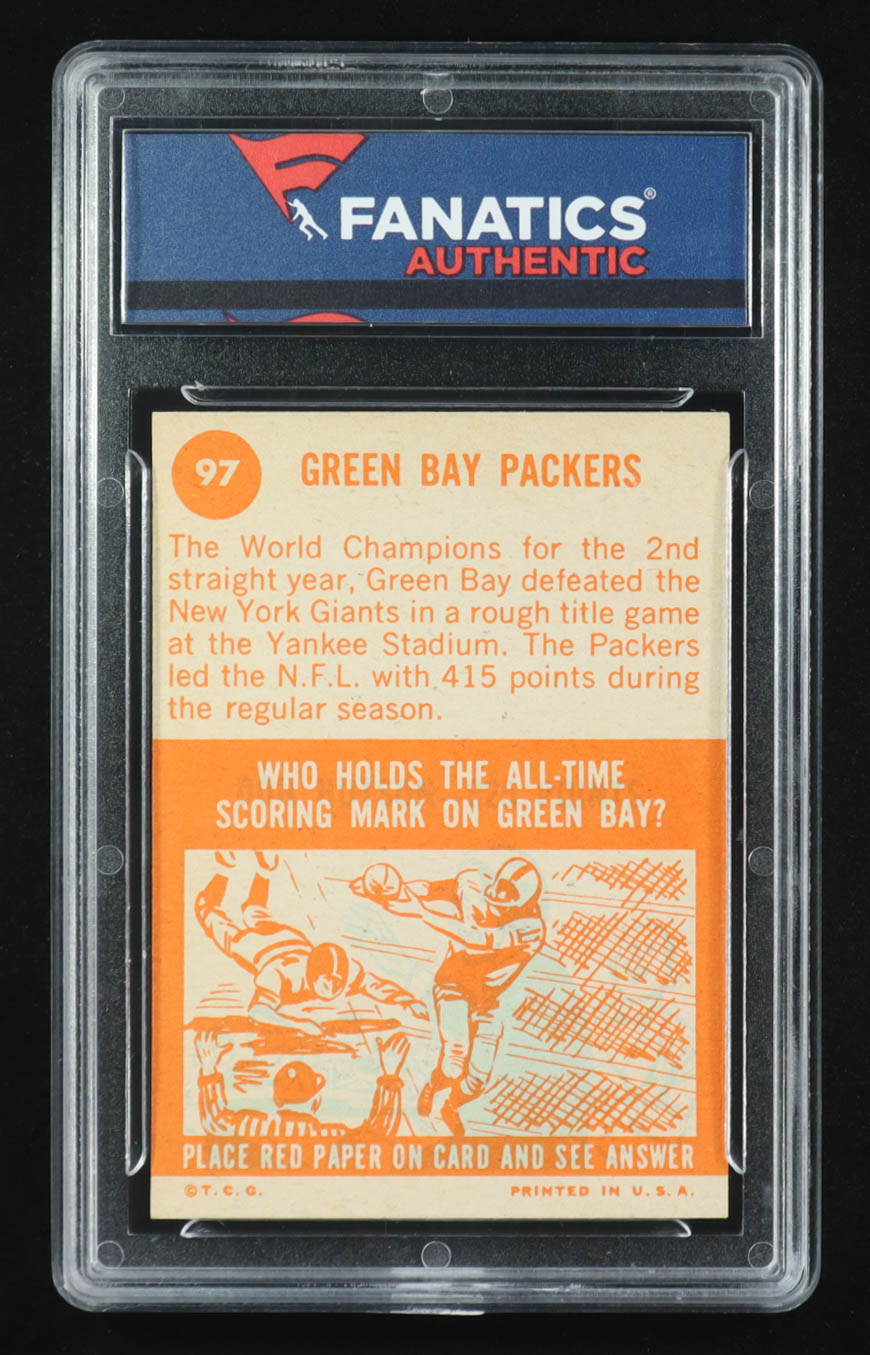 FANATICS®
AUTHENTIC
97 GREEN BAY PACKERS
The World Champions for the 2nd
straight year, Green Bay defeated the
New York Giants in a rough title game
at the Yankee Stadium. The Packers
led the N.F.L. with 415 points during
the regular season.
WHO HOLDS THE ALL-TIME
SCORING MARK ON GREEN BAY?
PLACE RED PAPER ON CARD AND SEE ANSWER
©T.C.G. PRINTED IN U.S.A.